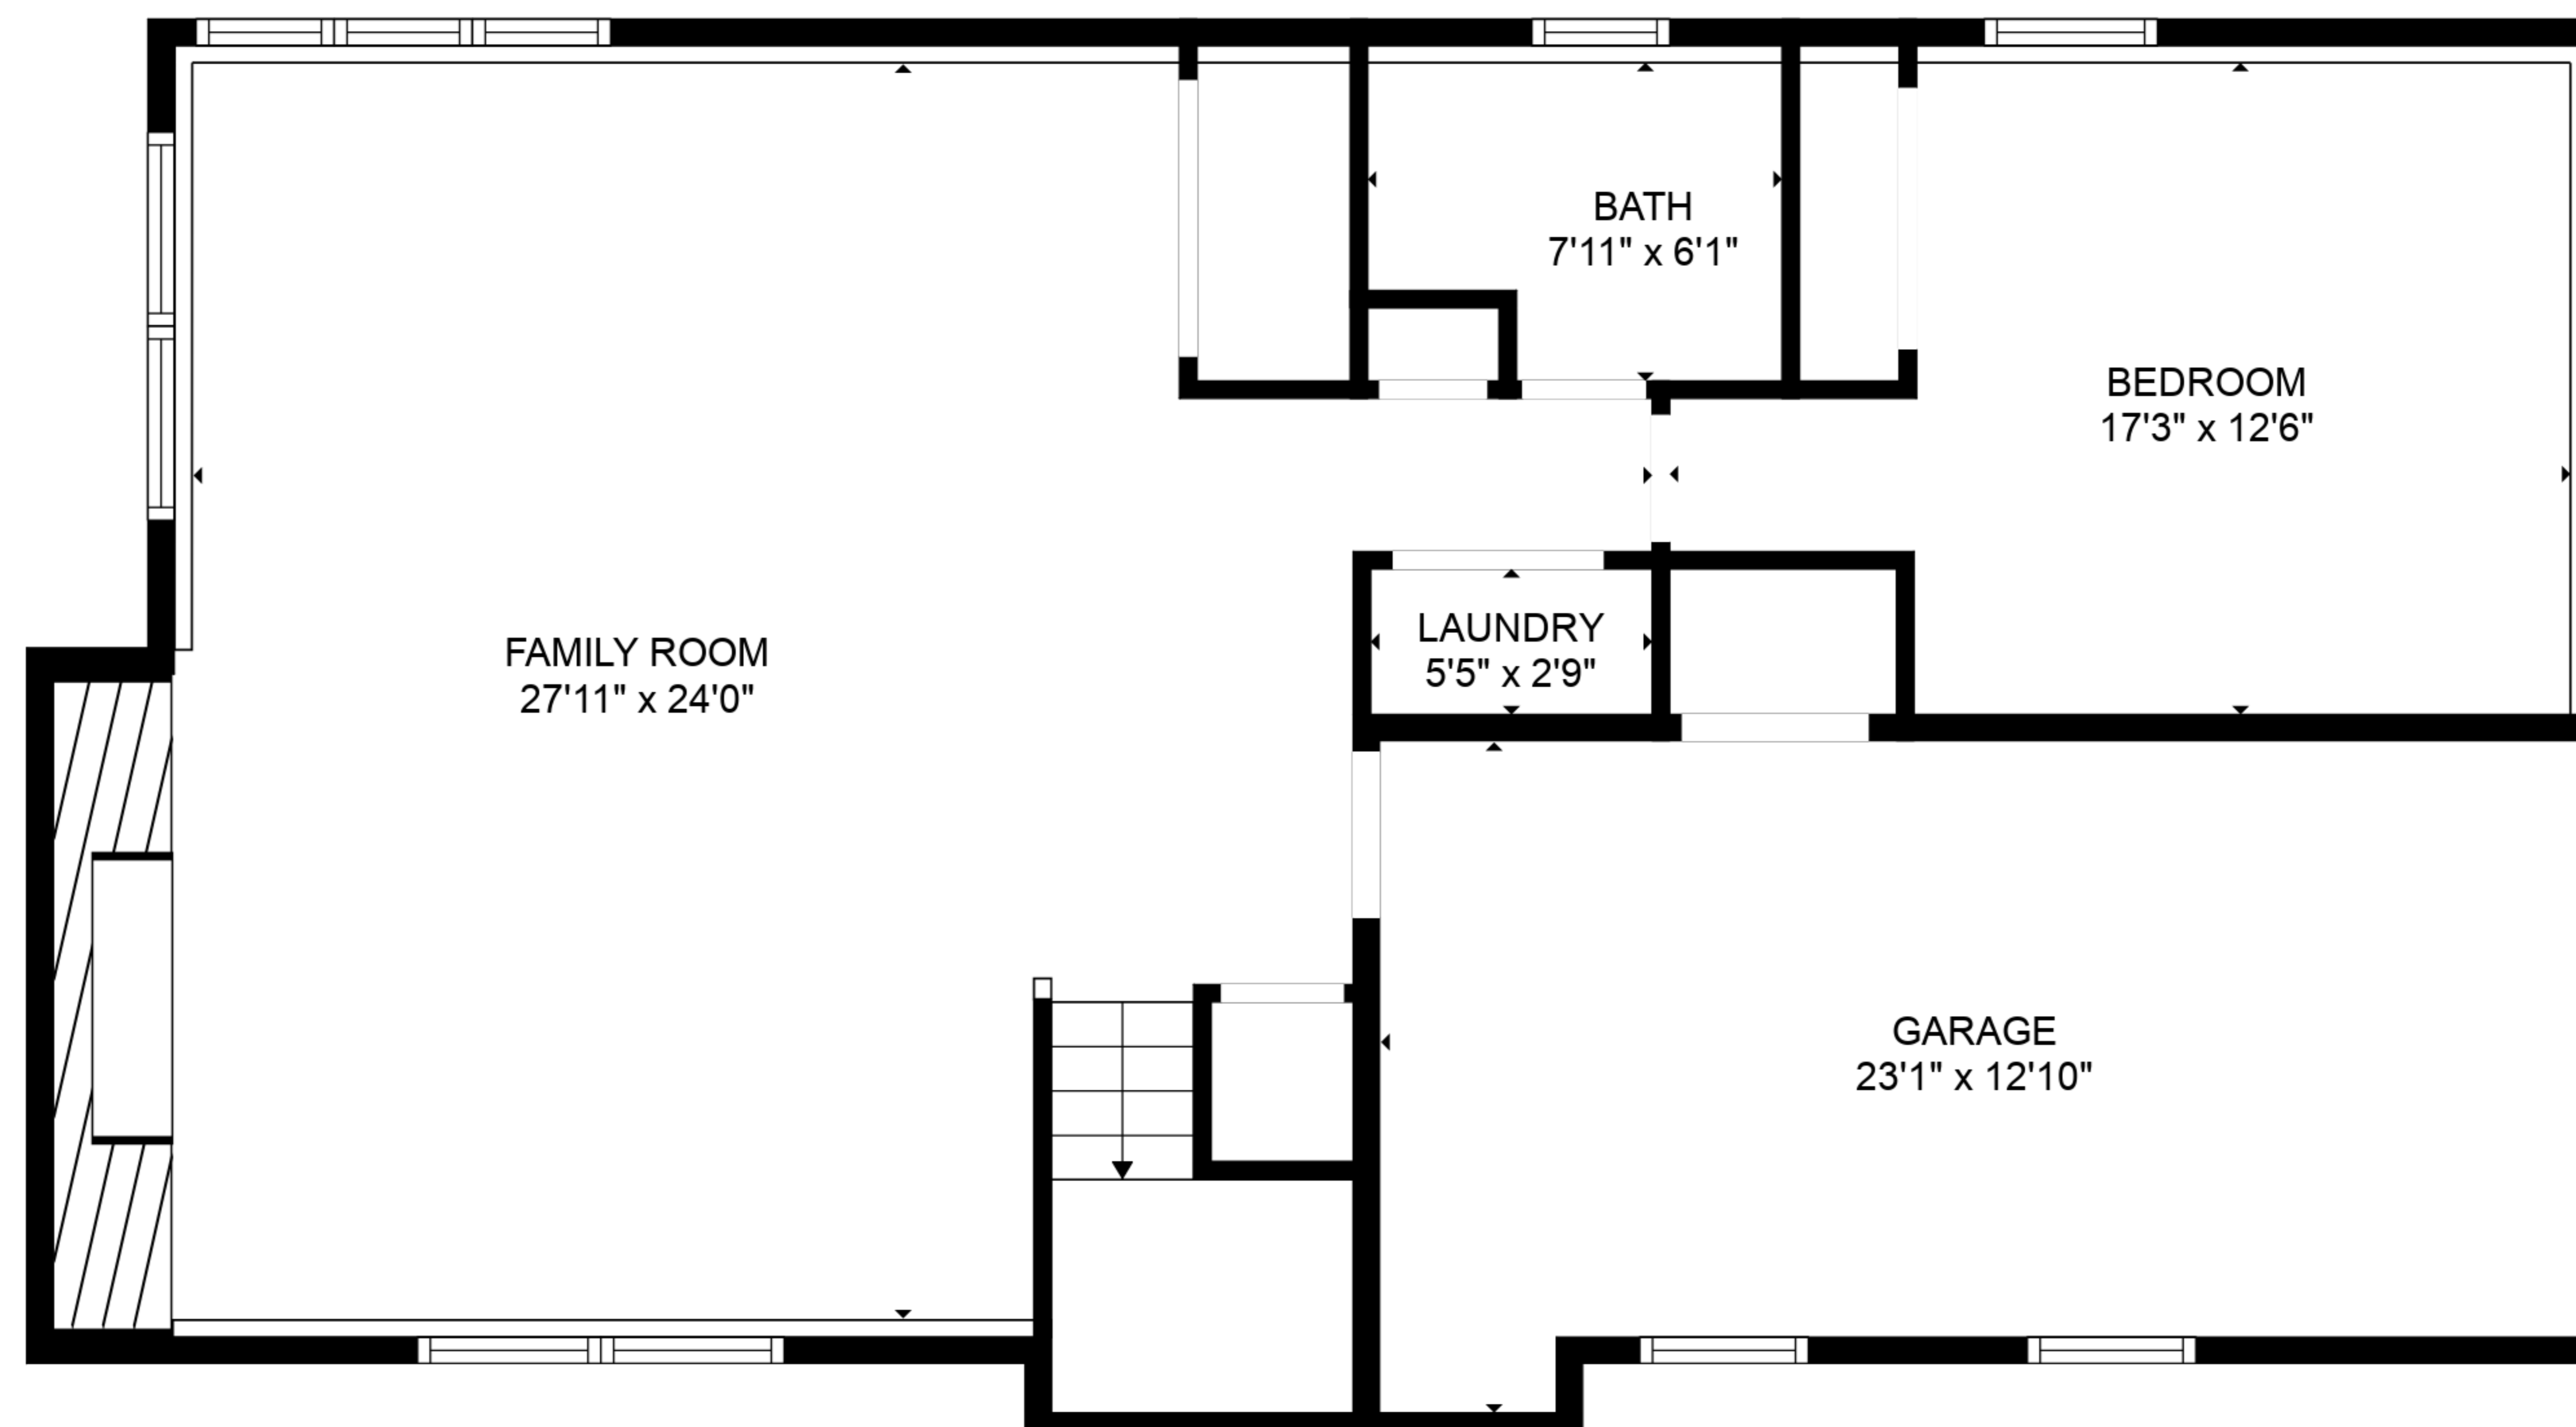 BATH
7'11" x 6'1"
BEDROOM
17'3" x 12'6"
FAMILY ROOM
27'11" x 24'0"
LAUNDRY
5'5" x 2'9"
GARAGE
23'1" x 12'10"